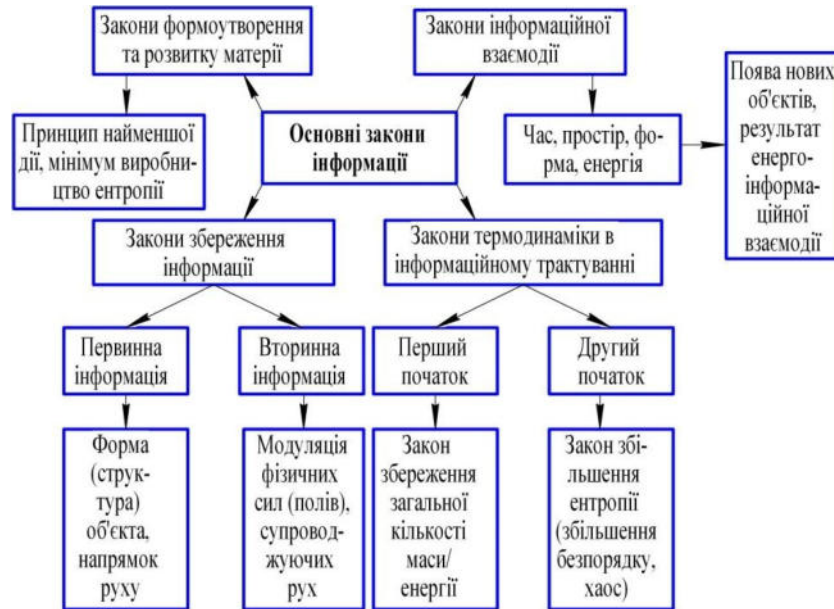 Закони формоутворення
та розвитку матерії
Закони інформаційної
взаємодії
Поява нових
об'єктів,
результат
енерго-
інформа-
ційної
взаємодії
Принцип найменшої
дії, мінімум виробни-
цтво ентропії
Основні закони
інформації
Час, простір, фо-
рма, енергія
Закони збереження
інформації
Закони термодинаміки в
інформаційному трактуванні
Первинна
інформація
Вторинна
інформація
Перший
початок
Другий
початок
Форма
(струк-
тура)
об'єкта,
напрямок
руху
Модуляція
фізичних
сил (полів),
супровод-
жуючих
рух
Закон
збереження
загальної
кількості
маси/
енергії
Закон збі-
льшення
ентропії
(збільшення
безпорядку,
хаос)